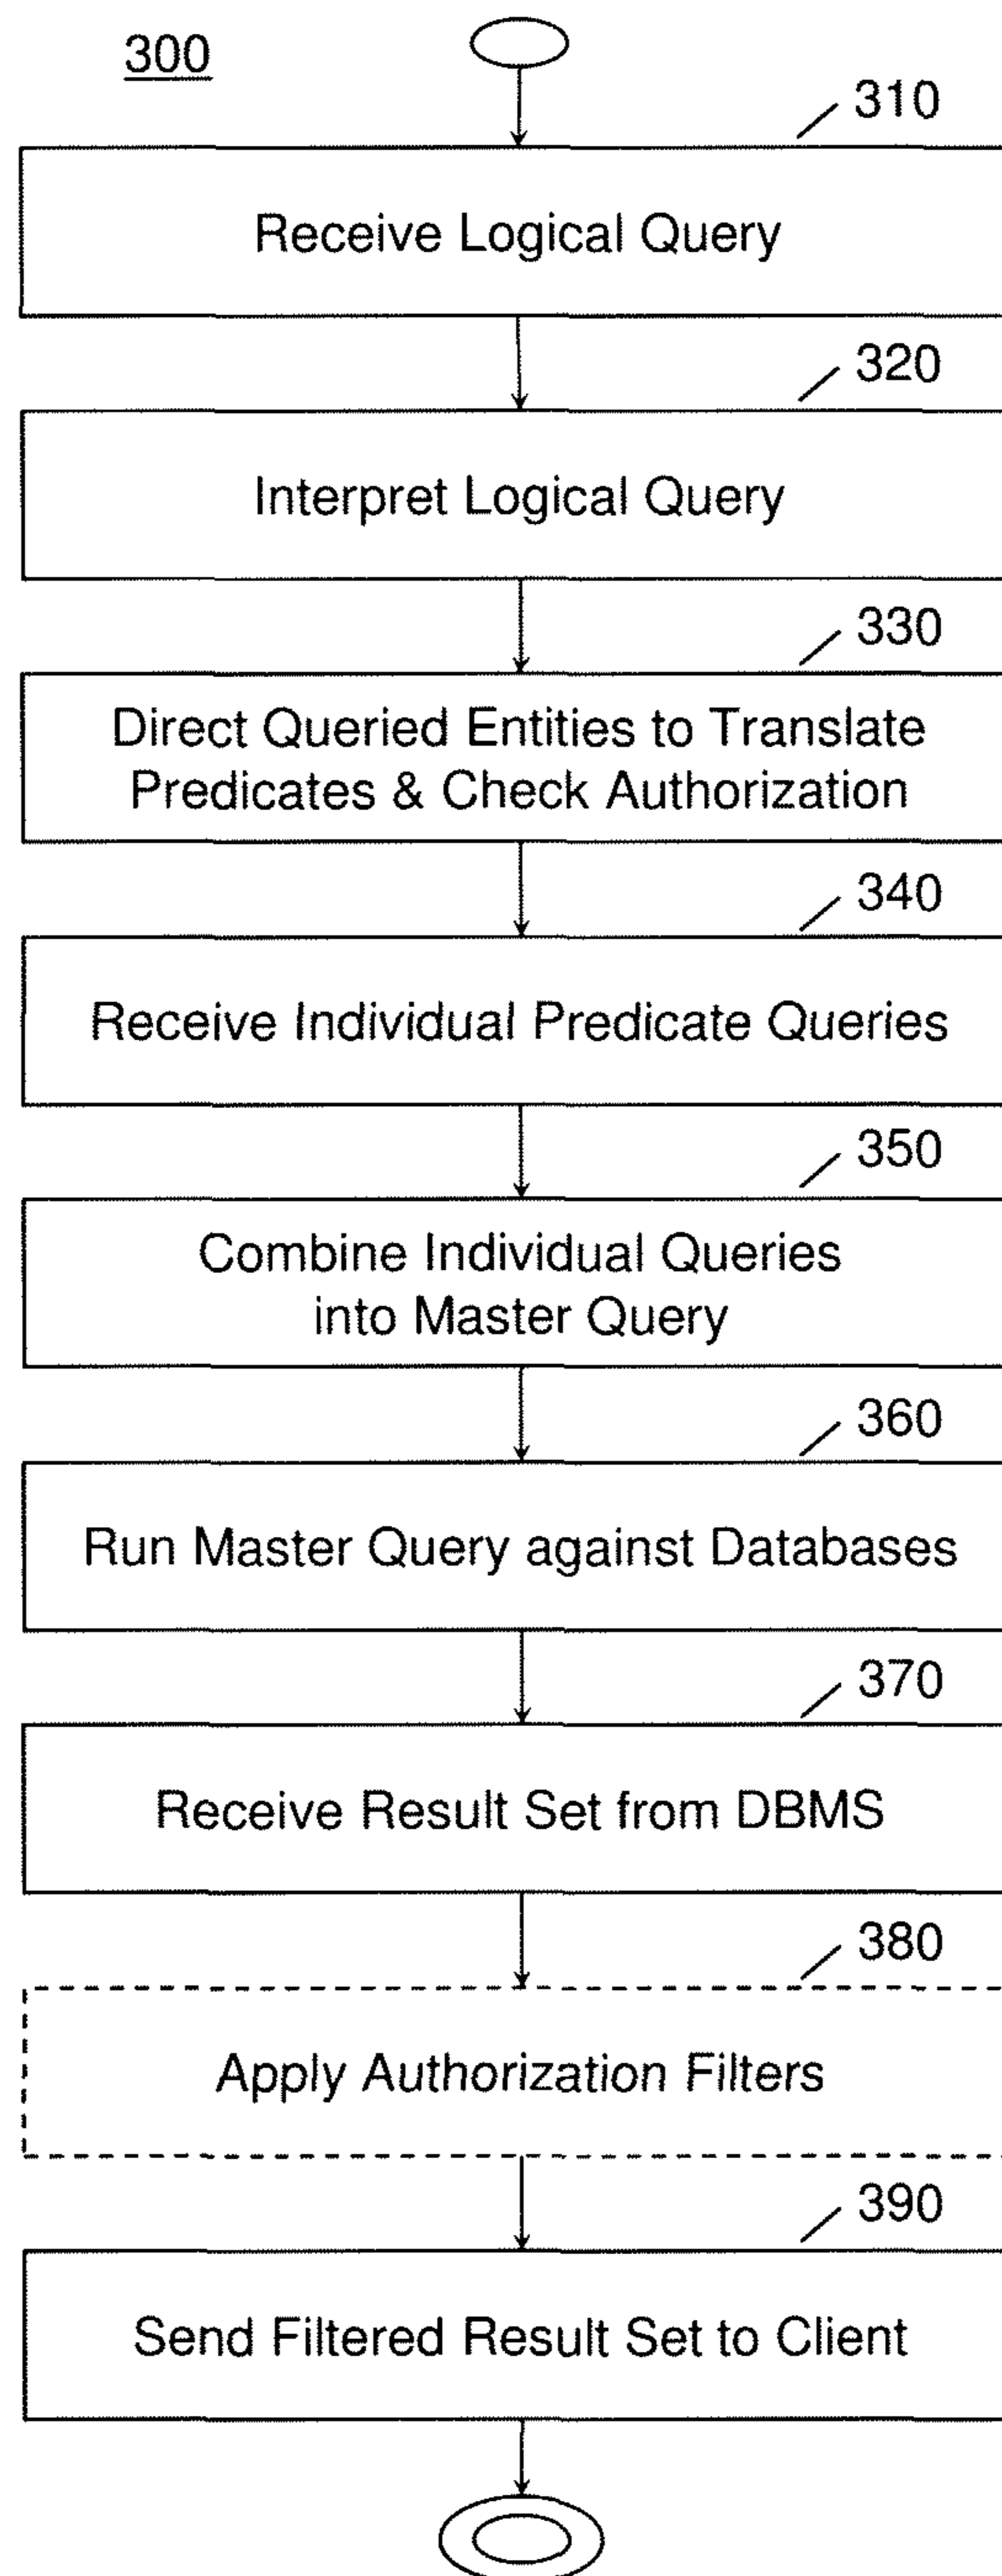 300
310
Receive Logical Query
320
Interpret Logical Query
330
Direct Queried Entities to Translate
Predicates & Check Authorization
340
Receive Individual Predicate Queries
350
Combine Individual Queries
into Master Query
360
Run Master Query against Databases
370
Receive Result Set from DBMS
380
Apply Authorization Filters
390
Send Filtered Result Set to Client